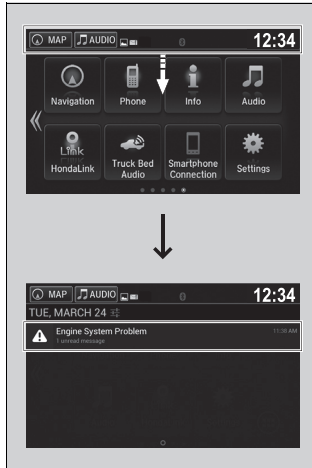 MAP AUDIO 12:34
Navigation Phone Info Audio
Link
HondaLink Truck Bed Audio Smartphone Connection Settings
MAP AUDIO 12:34
TUE, MARCH 24
Engine System Problem 11:38 AM
1 unread message